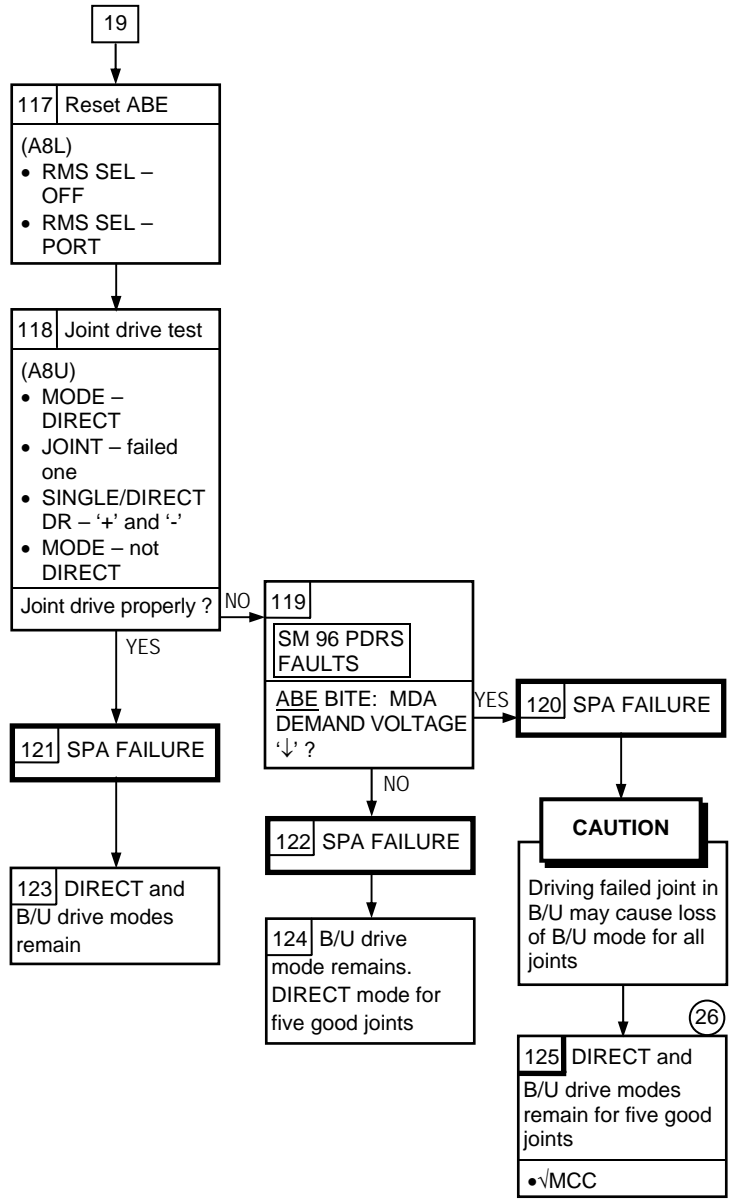 19
117 Reset ABE
(A8L)
• RMS SEL –
OFF
• RMS SEL –
PORT
118 Joint drive test
(A8U)
• MODE –
DIRECT
• JOINT – failed
one
• SINGLE/DIRECT
DR – ‘+’ and ‘-’
• MODE – not
DIRECT
Joint drive properly ?
NO
YES
119
SM 96 PDRS
FAULTS
ABE BITE: MDA
DEMAND VOLTAGE
‘↓’ ?
YES
NO
120 SPA FAILURE
121 SPA FAILURE
122 SPA FAILURE
CAUTION
Driving failed joint in
B/U may cause loss
of B/U mode for all
joints
123 DIRECT and
B/U drive modes
remain
124 B/U drive
mode remains.
DIRECT mode for
five good joints
26
125 DIRECT and
B/U drive modes
remain for five good
joints
•√MCC